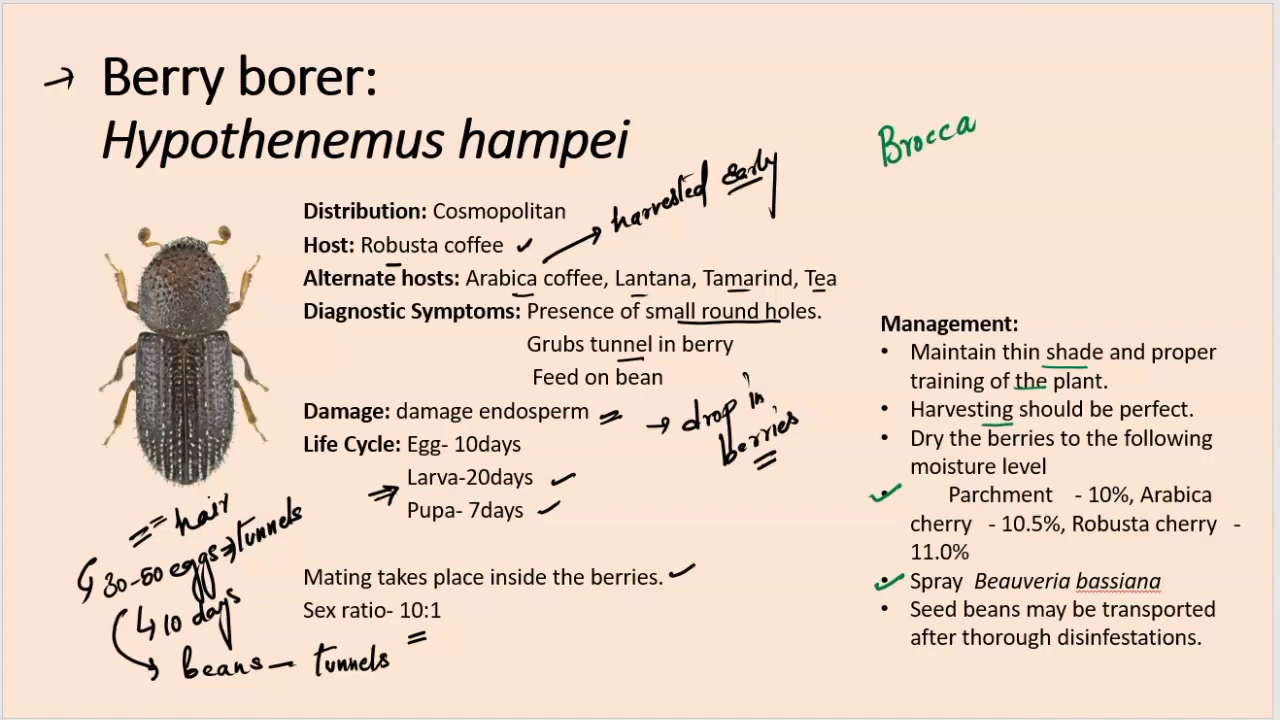 → Berry borer:
Hypothenemus hampei
Brocca
harvested early
Distribution: Cosmopolitan
Host: Robusta coffee
Alternate hosts: Arabica coffee, Lantana, Tamarind, Tea
Diagnostic Symptoms: Presence of small round holes.
Grubs tunnel in berry
Feed on bean
Damage: damage endosperm
→ drop in
berries
Life Cycle: Egg- 10days
Larva-20days
Pupa- 7days
hair
30-50 eggs → tunnels
↳ 10 days
beans - tunnels
Mating takes place inside the berries.
Sex ratio- 10:1
Management:
• Maintain thin shade and proper
training of the plant.
• Harvesting should be perfect.
• Dry the berries to the following
moisture level
• Parchment - 10%, Arabica
cherry - 10.5%, Robusta cherry -
11.0%
• Spray Beauveria bassiana
• Seed beans may be transported
after thorough disinfestations.